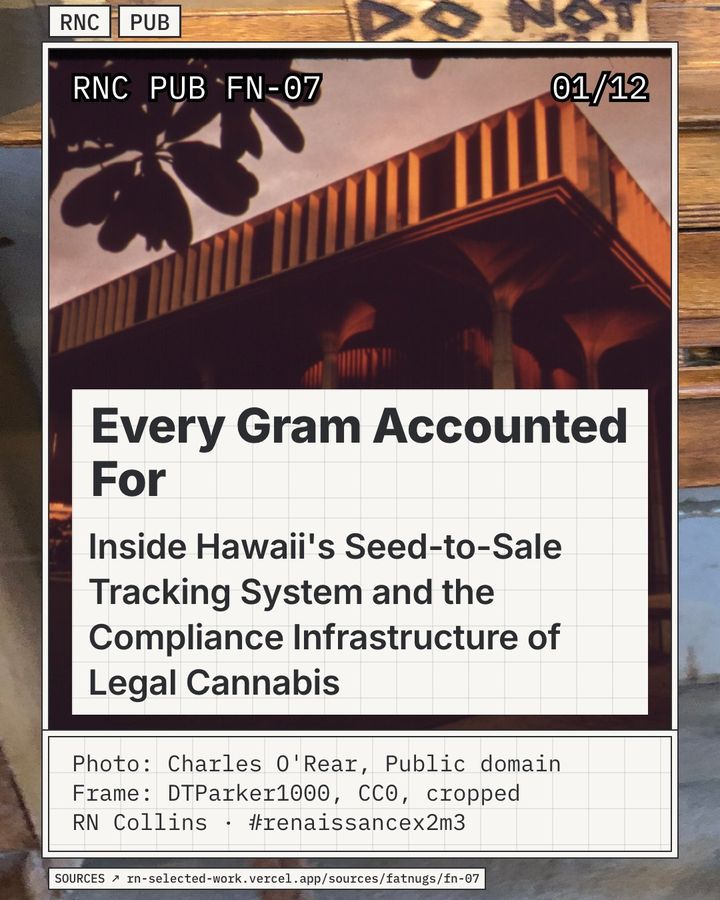 DO NOT
RNC PUB
RNC PUB FN-07
01/12
Every Gram Accounted
For
Inside Hawaii's Seed-to-Sale
Tracking System and the
Compliance Infrastructure of
Legal Cannabis
Photo: Charles O'Rear, Public domain
Frame: DTParker1000, CC0, cropped
RN Collins · #renaissancex2m3
SOURCES ↗ rn-selected-work.vercel.app/sources/fatnugs/fn-07